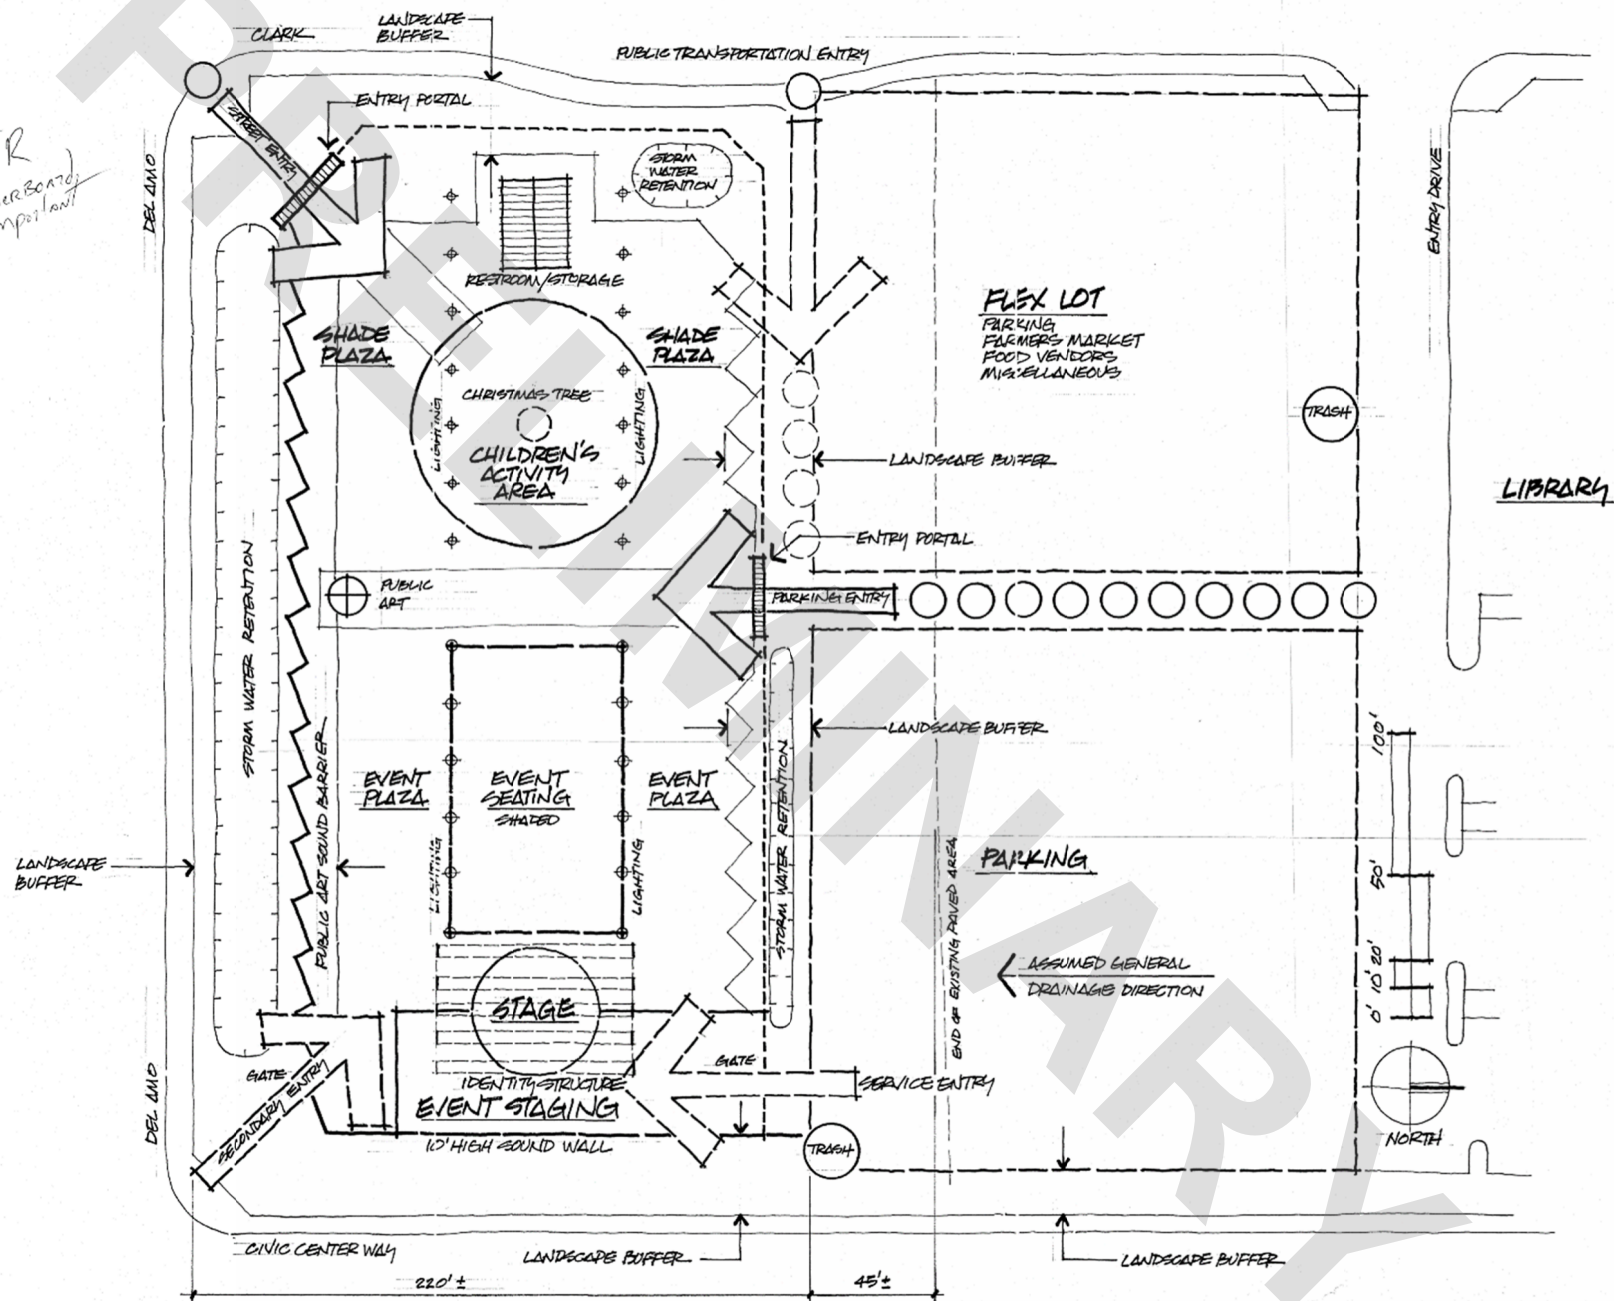 CLARK
LANDSCAPE
BUFFER
PUBLIC TRANSPORTATION ENTRY
ENTRY PORTAL
STREET ENTRY
R
DEL AMO
STORM
WATER
RETENTION
ENTRY DRIVE
RESTROOM/STORAGE
SHADE
PLAZA
SHADE
PLAZA
FLEX LOT
PARKING
FARMERS MARKET
FOOD VENDORS
MISCELLANEOUS
CHRISTMAS TREE
LIGHTING
LIGHTING
CHILDREN'S
ACTIVITY
AREA
TRASH
LANDSCAPE BUFFER
LIBRARY
ENTRY PORTAL
PUBLIC
ART
PARKING ENTRY
STORM WATER RETENTION
LANDSCAPE BUFFER
EVENT
PLAZA
EVENT
SEATING
SHADED
EVENT
PLAZA
PUBLIC ART SOUND BARRIER
LIGHTING
LIGHTING
STORM WATER RETENTION
LANDSCAPE
BUFFER
END OF EXISTING PAVED AREA
PARKING
ASSUMED GENERAL
DRAINAGE DIRECTION
100'
50'
20'
10'
0'
STAGE
GATE
GATE
SECONDARY ENTRY
IDENTITY STRUCTURE
EVENT STAGING
SERVICE ENTRY
10' HIGH SOUND WALL
TRASH
NORTH
DEL AMO
CIVIC CENTER WAY
LANDSCAPE BUFFER
LANDSCAPE BUFFER
220' ±
45' ±
PRELIMINARY